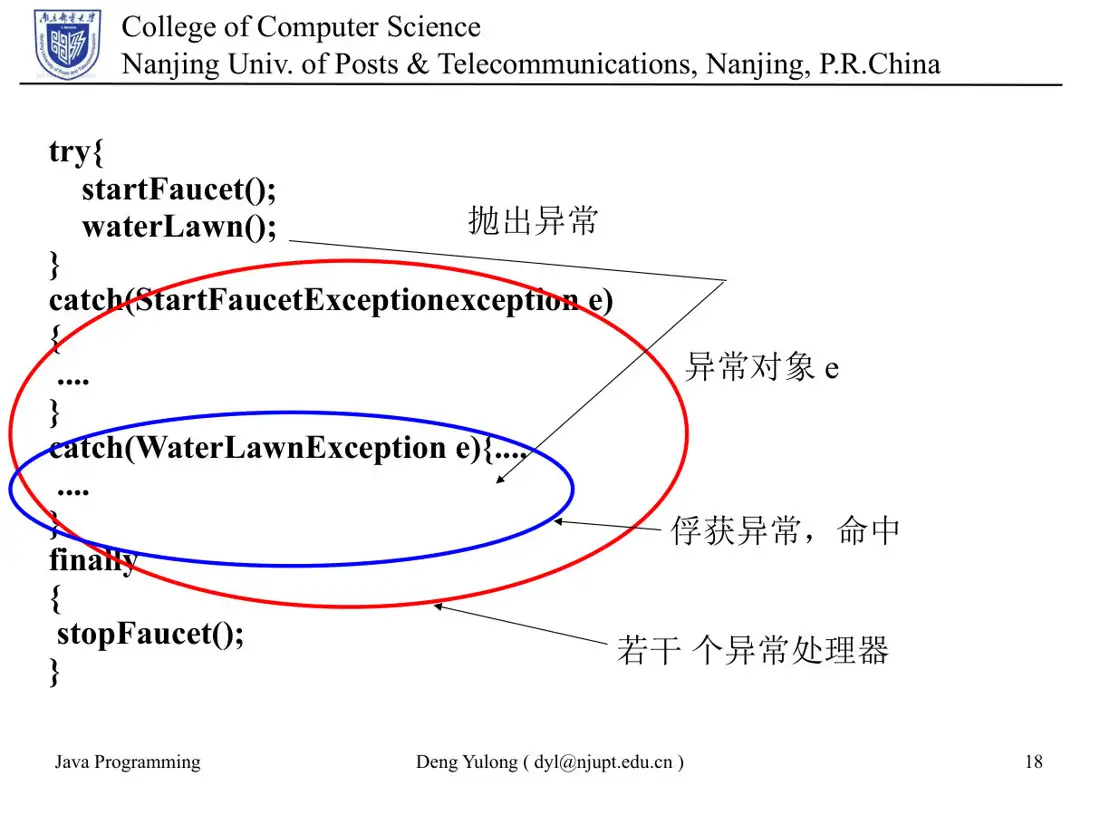 College of Computer Science
Nanjing Univ. of Posts & Telecommunications, Nanjing, P.R.China
try{
startFaucet();
waterLawn();
}
catch(StartFaucetExceptionexception e)
{
....
}
catch(WaterLawnException e){....
....
}
finally
{
stopFaucet();
}
抛出异常
异常对象 e
俘获异常，命中
若干 个异常处理器
Java Programming
Deng Yulong ( dyl@njupt.edu.cn )
18